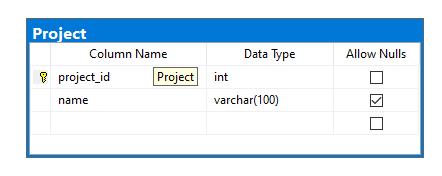 Project
Column Name Data Type Allow Nulls
project_id Project int
name varchar(100)